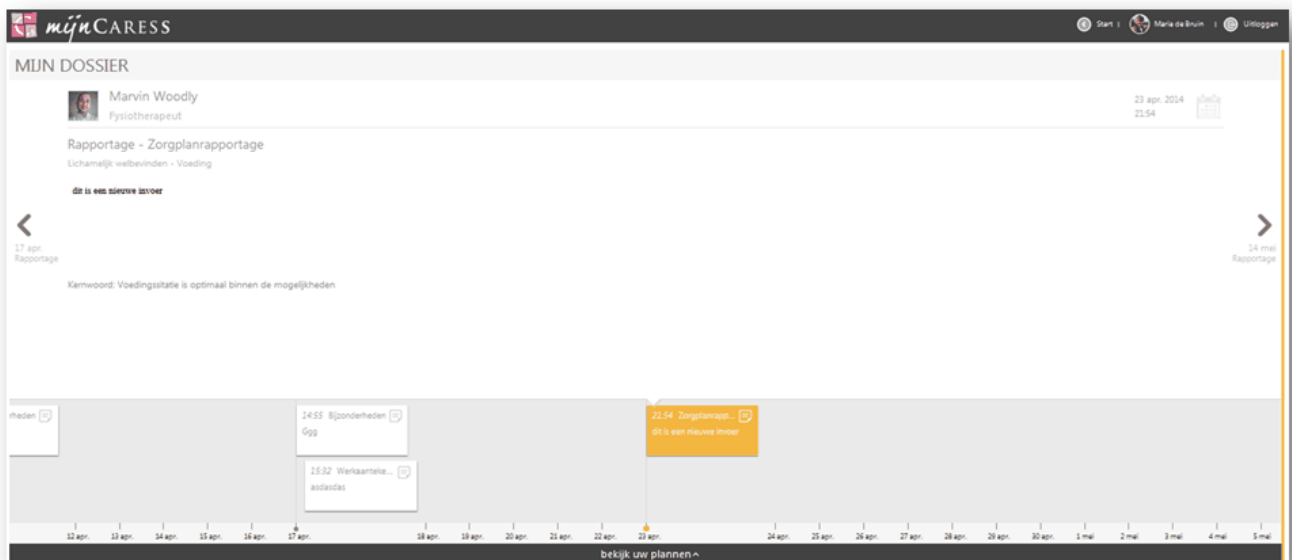 mijnCARESS
Start | Maria de Bruin | Uitloggen
MIJN DOSSIER
Marvin Woodly
Fysiotherapeut
23 apr. 2014
21:54
Rapportage - Zorgplanrapportage
Lichamelijk welbevinden - Voeding
dit is een nieuwe invoer
17 apr.
Rapportage
14 mei
Rapportage
Kernwoord: Voedingssitatie is optimaal binnen de mogelijkheden
rheden
14:55 Bijzonderheden
Ggg
21:54 Zorgplanrapp...
dit is een nieuwe invoer
15:32 Werkaanteke...
asdasdas
12 apr. 13 apr. 14 apr. 15 apr. 16 apr. 17 apr. 18 apr. 19 apr. 20 apr. 21 apr. 22 apr. 23 apr. 24 apr. 25 apr. 26 apr. 27 apr. 28 apr. 29 apr. 30 apr. 1 mei 2 mei 3 mei 4 mei 5 mei
bekijk uw plannen